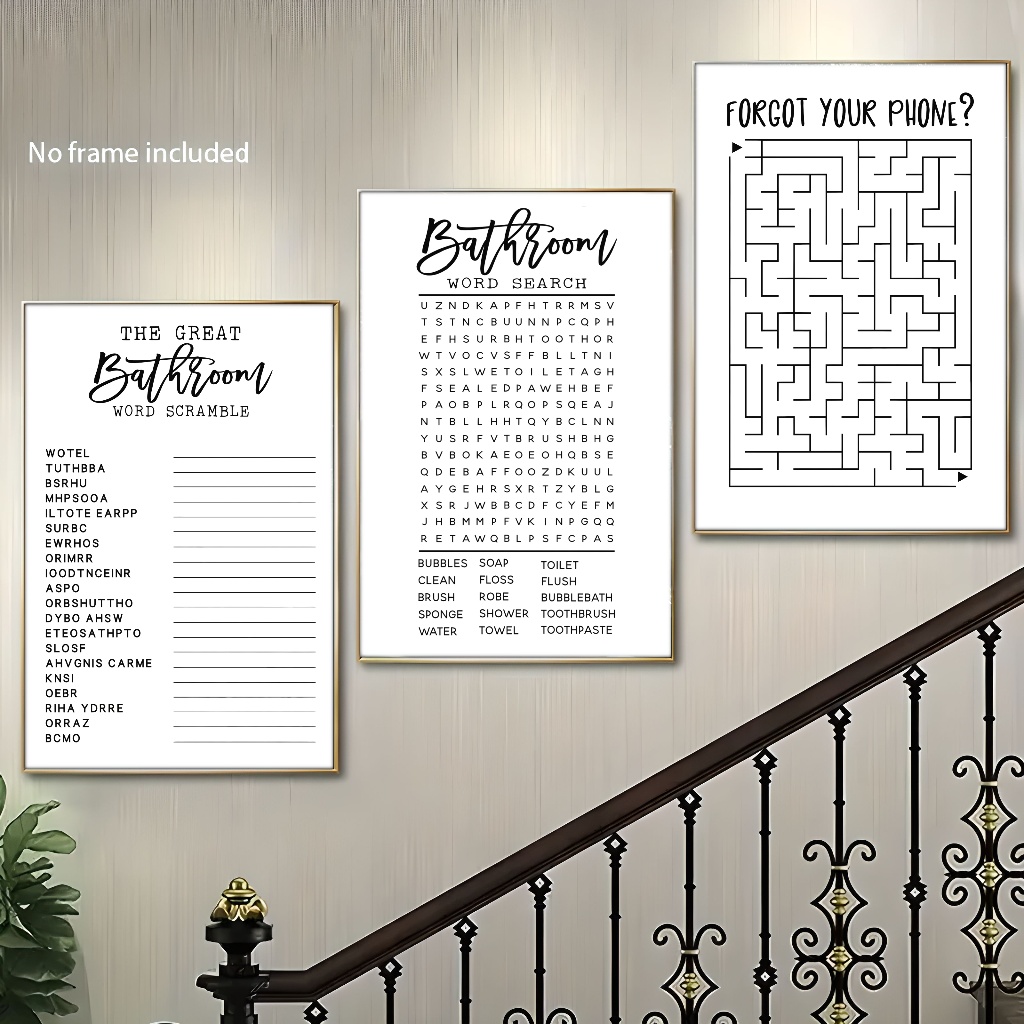 No frame included
THE GREAT
Bathroom
WORD SCRAMBLE
WOTEL
TUTHBBA
BSRHU
MHPSOOA
ILTOTE EARPP
SURBC
EWRHOS
ORIMRR
IOODTNCEINR
ASPO
ORBSHUTTHO
DYBO AHSW
ETEOSATHPTO
SLOSF
AHVGNIS CARME
KNSI
OEBR
RIHA YDRRE
ORRAZ
BCMO
Bathroom
WORD SEARCH
U Z N D K A P F H T R R M S V
T S T N C B U U N N P C Q P H
E F H S U R B H T O O T H O R
W T V O C V S F F B L L T N I
S X S L W E T O I L E T A G H
F S E A L E D P A W E H B E F
P A O B P L R Q O P S Q E A J
N T B L L H H T Q Y B C L N N
Y U S R F V T B R U S H B H G
B V B O K A E O E O H Q B S E
Q D E B A F F O O Z D K U U L
A Y G E H R S X R T Z Y B L G
X S R J W B B C D F C Y E F M
J H B M M P F V K I N P G Q Q
R E T A W Q B L P S F C P A S
BUBBLES SOAP TOILET
CLEAN FLOSS FLUSH
BRUSH ROBE BUBBLEBATH
SPONGE SHOWER TOOTHBRUSH
WATER TOWEL TOOTHPASTE
FORGOT YOUR PHONE?